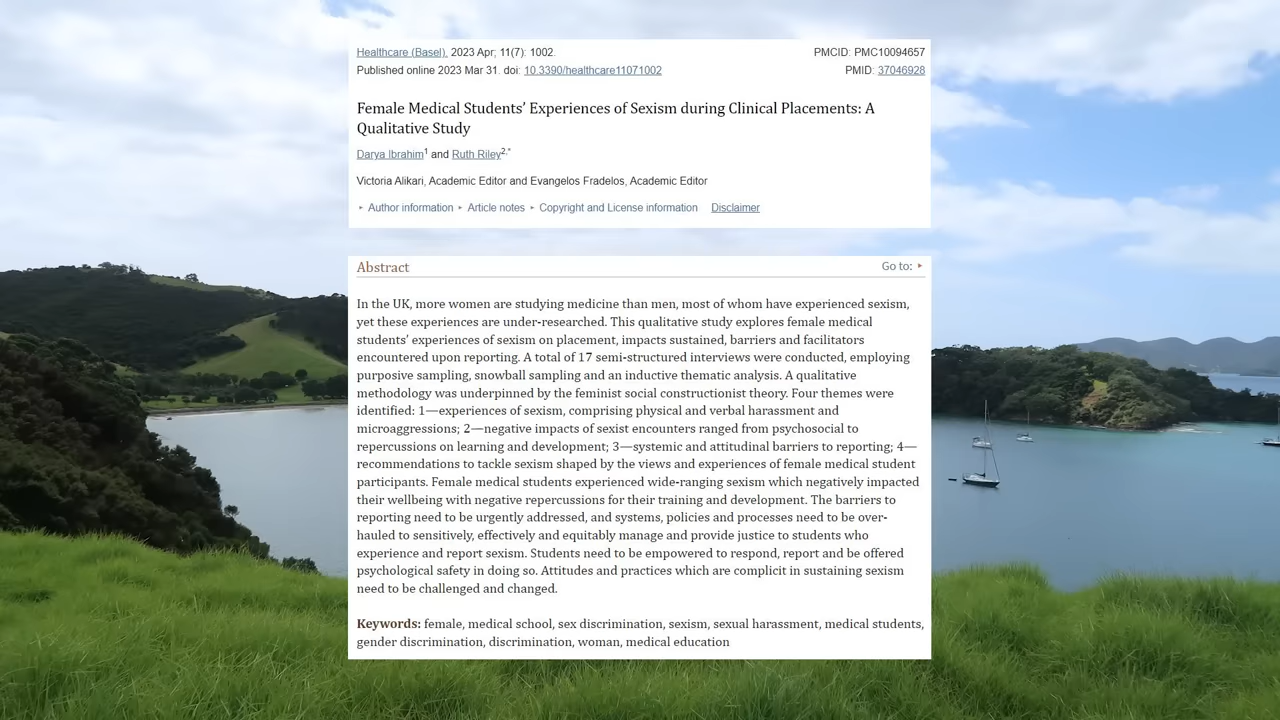 Healthcare (Basel). 2023 Apr; 11(7): 1002. PMCID: PMC10094657
Published online 2023 Mar 31. doi: 10.3390/healthcare11071002 PMID: 37046928
Female Medical Students’ Experiences of Sexism during Clinical Placements: A
Qualitative Study
Darya Ibrahim1 and Ruth Riley2,*
Victoria Alikari, Academic Editor and Evangelos Fradelos, Academic Editor
▸ Author information ▸ Article notes ▸ Copyright and License information Disclaimer
Abstract Go to: ▸
In the UK, more women are studying medicine than men, most of whom have experienced sexism,
yet these experiences are under-researched. This qualitative study explores female medical
students’ experiences of sexism on placement, impacts sustained, barriers and facilitators
encountered upon reporting. A total of 17 semi-structured interviews were conducted, employing
purposive sampling, snowball sampling and an inductive thematic analysis. A qualitative
methodology was underpinned by the feminist social constructionist theory. Four themes were
identified: 1—experiences of sexism, comprising physical and verbal harassment and
microaggressions; 2—negative impacts of sexist encounters ranged from psychosocial to
repercussions on learning and development; 3—systemic and attitudinal barriers to reporting; 4—
recommendations to tackle sexism shaped by the views and experiences of female medical student
participants. Female medical students experienced wide-ranging sexism which negatively impacted
their wellbeing with negative repercussions for their training and development. The barriers to
reporting need to be urgently addressed, and systems, policies and processes need to be over-
hauled to sensitively, effectively and equitably manage and provide justice to students who
experience and report sexism. Students need to be empowered to respond, report and be offered
psychological safety in doing so. Attitudes and practices which are complicit in sustaining sexism
need to be challenged and changed.
Keywords: female, medical school, sex discrimination, sexism, sexual harassment, medical students,
gender discrimination, discrimination, woman, medical education